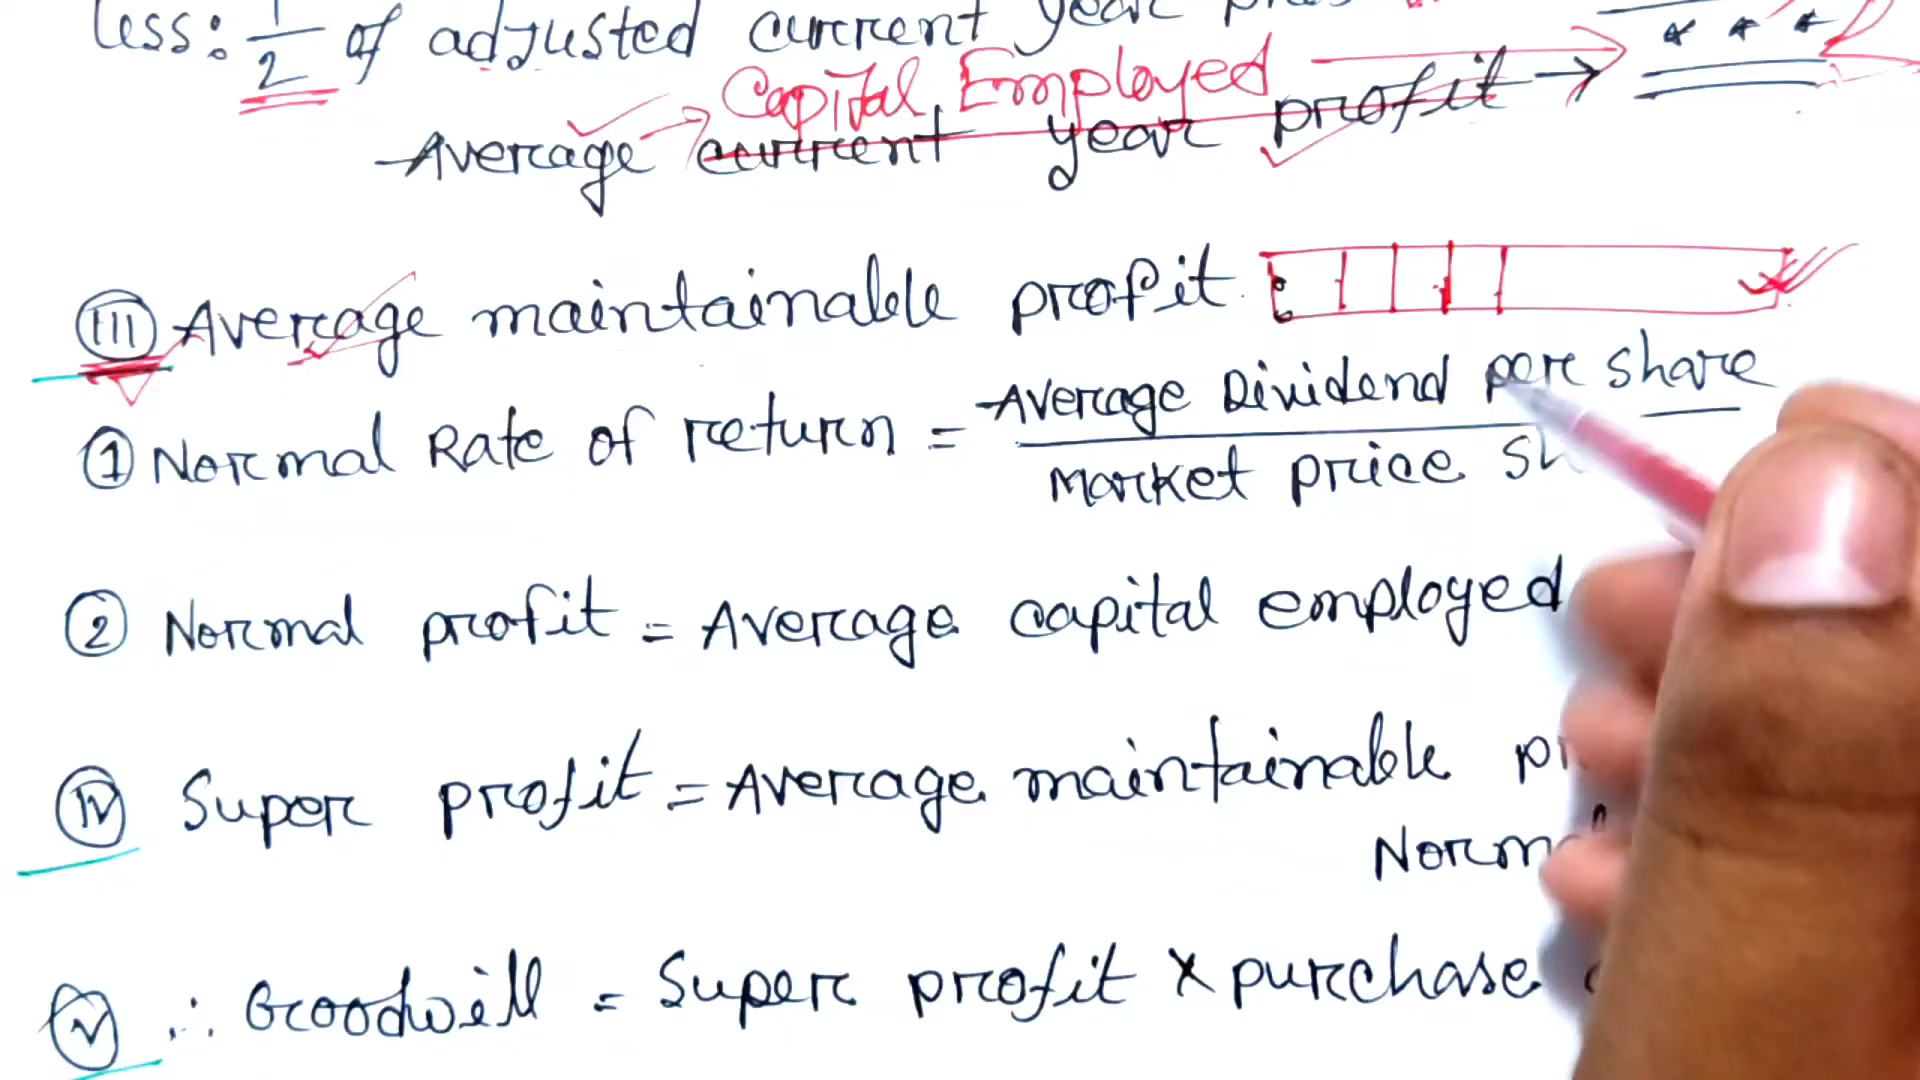 Less: 1/2 of adjusted current year
Capital Employed
Average current year profit →
III Average maintainable profit
① Normal Rate of return = Average Dividend per share
Market price
② Normal profit = Average capital employed
IV Super profit = Average maintainable
V ∴ Goodwill = Super profit × purchase